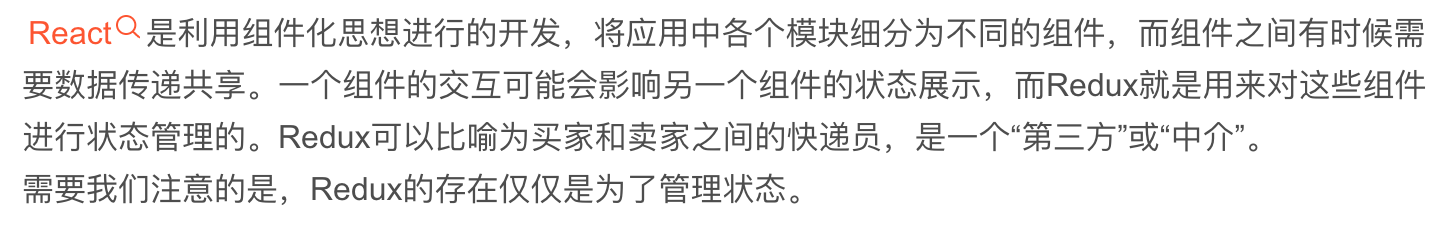 React是利用组件化思想进行的开发，将应用中各个模块细分为不同的组件，而组件之间有时候需
要数据传递共享。一个组件的交互可能会影响另一个组件的状态展示，而Redux就是用来对这些组件
进行状态管理的。Redux可以比喻为买家和卖家之间的快递员，是一个“第三方”或“中介”。
需要我们注意的是，Redux的存在仅仅是为了管理状态。